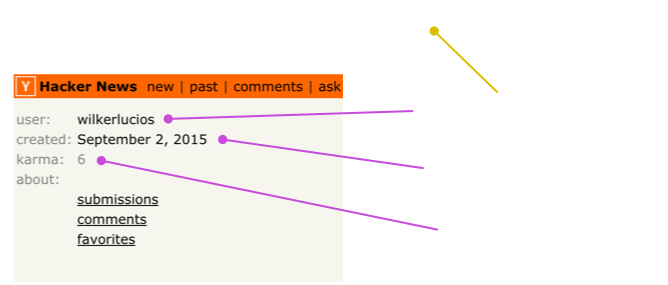 Y Hacker News new | past | comments | ask
user: wilkerlucios
created: September 2, 2015
karma: 6
about:
submissions
comments
favorites